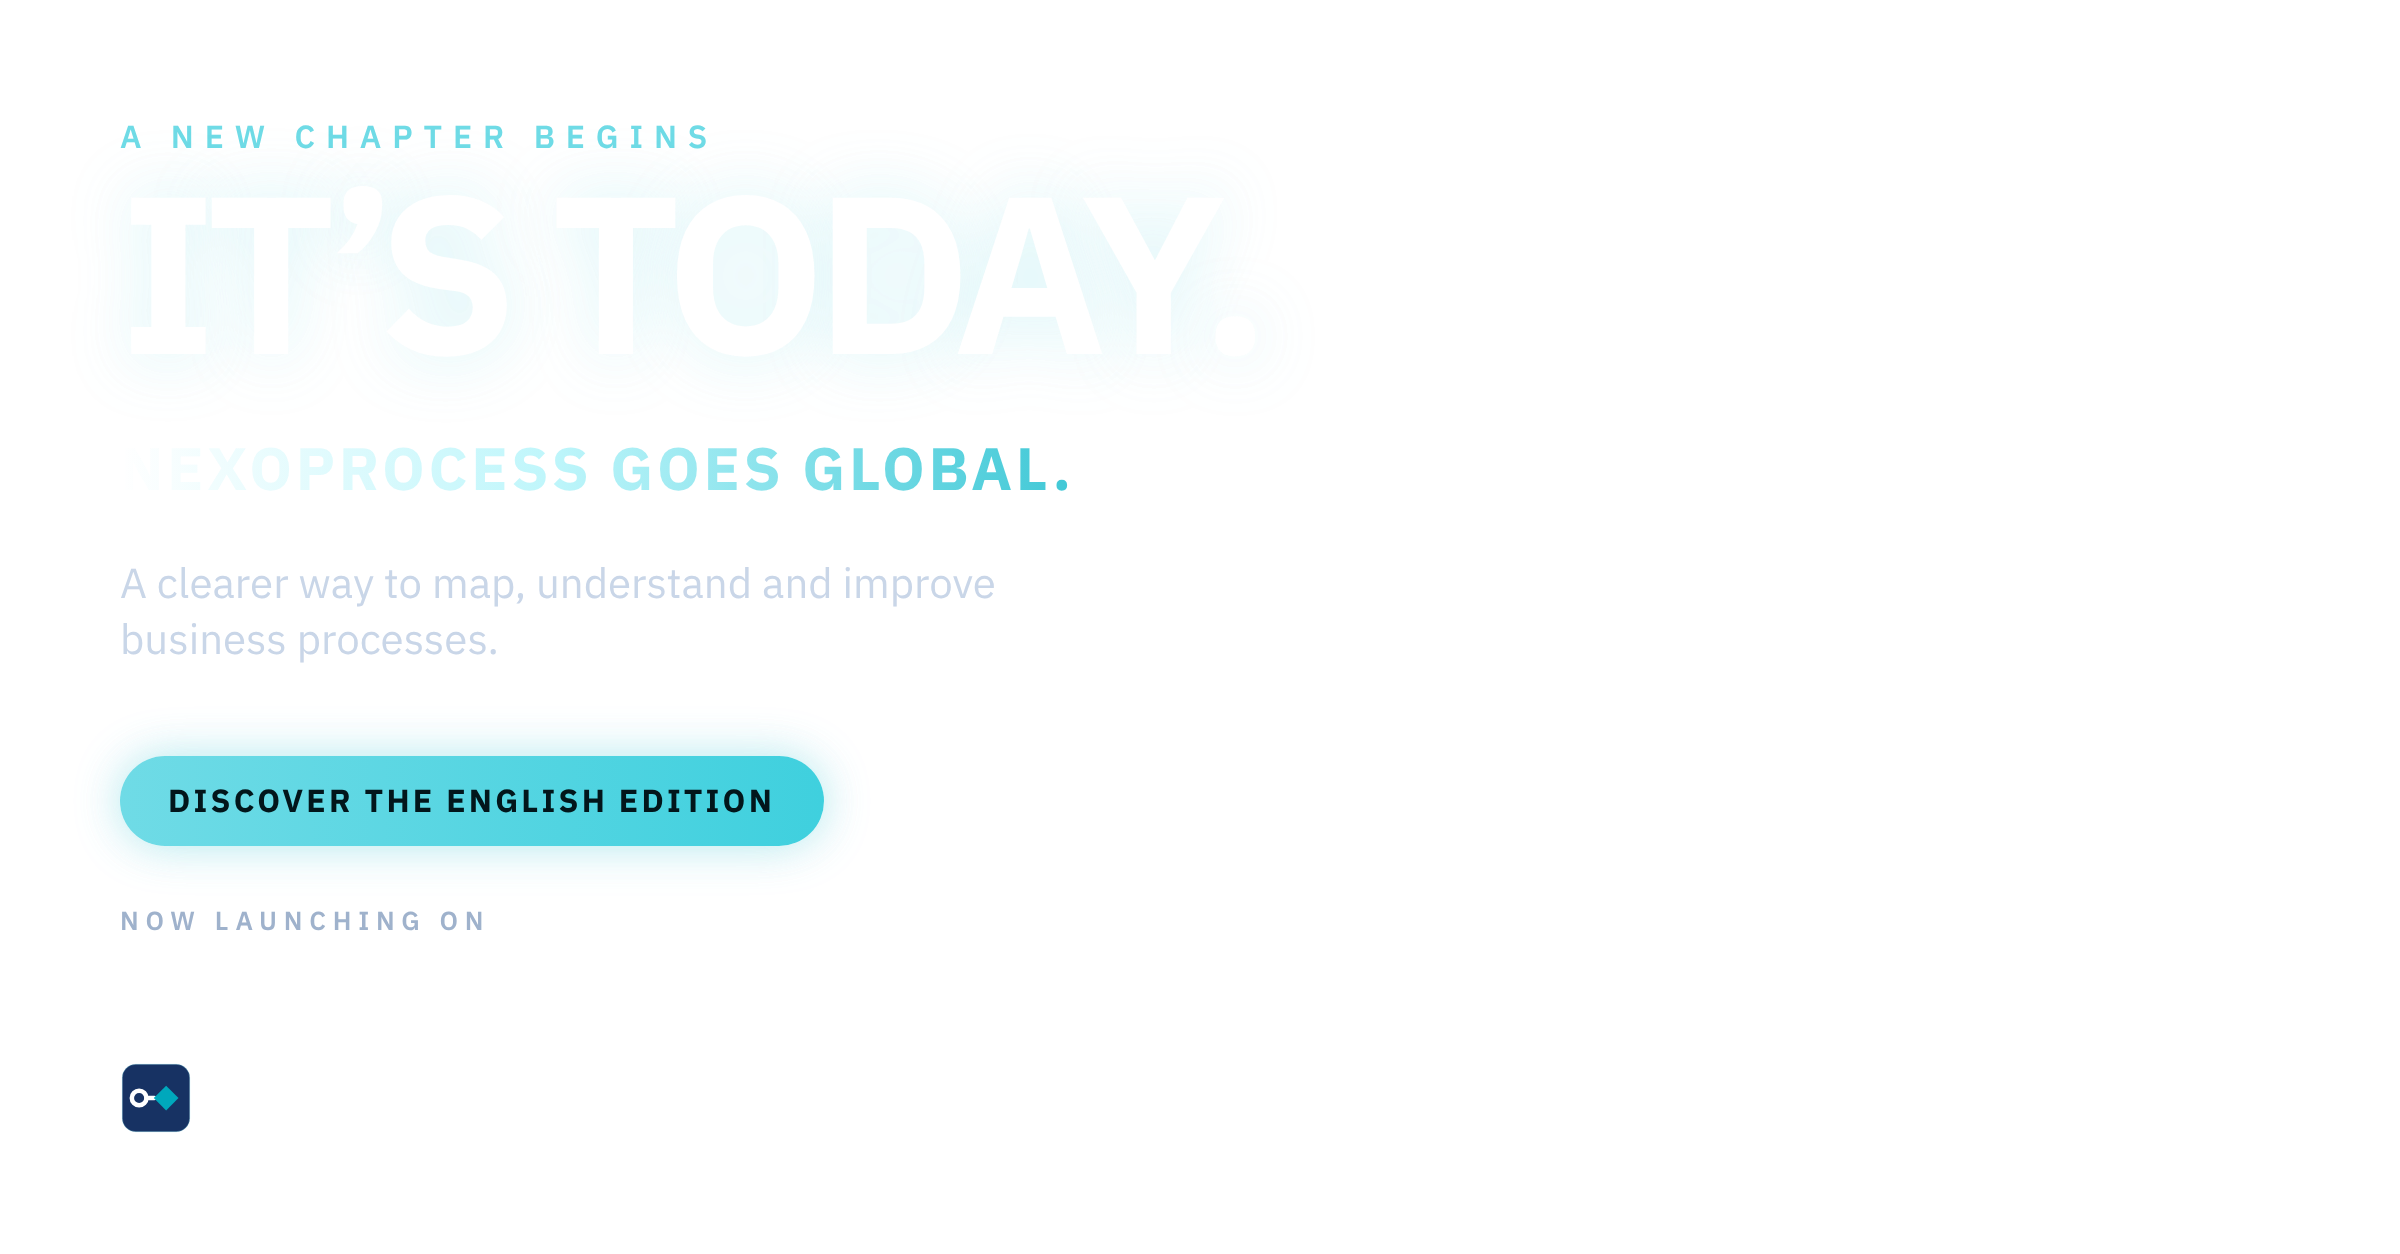 A NEW CHAPTER BEGINS
IT’S TODAY.
NEXOPROCESS GOES GLOBAL.
A clearer way to map, understand and improve
business processes.
DISCOVER THE ENGLISH EDITION
NOW LAUNCHING ON